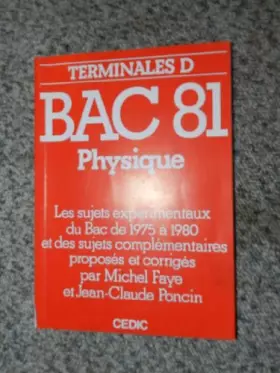 TERMINALES D
BAC 81
Physique
Les sujets expérimentaux
du Bac de 1975 à 1980
et des sujets complémentaires
proposés et corrigés
par Michel Faye
et Jean-Claude Poncin
CEDIC